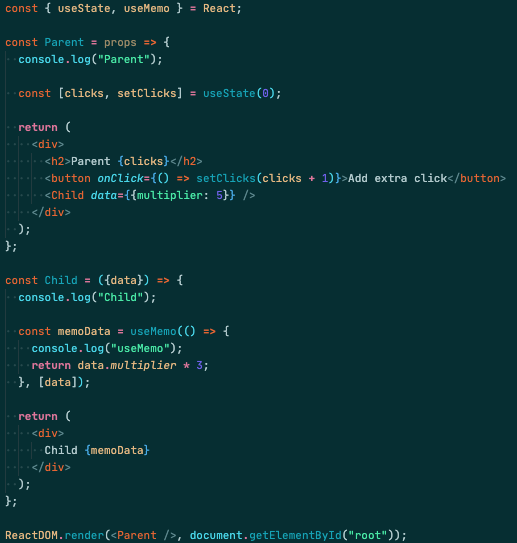 const { useState, useMemo } = React;

const Parent = props => {
  console.log("Parent");

  const [clicks, setClicks] = useState(0);

  return (
    <div>
      <h2>Parent {clicks}</h2>
      <button onClick={() => setClicks(clicks + 1)}>Add extra click</button>
      <Child data={{multiplier: 5}} />
    </div>
  );
};

const Child = ({data}) => {
  console.log("Child");

  const memoData = useMemo(() => {
    console.log("useMemo");
    return data.multiplier * 3;
  }, [data]);

  return (
    <div>
      Child {memoData}
    </div>
  );
};

ReactDOM.render(<Parent />, document.getElementById("root"));